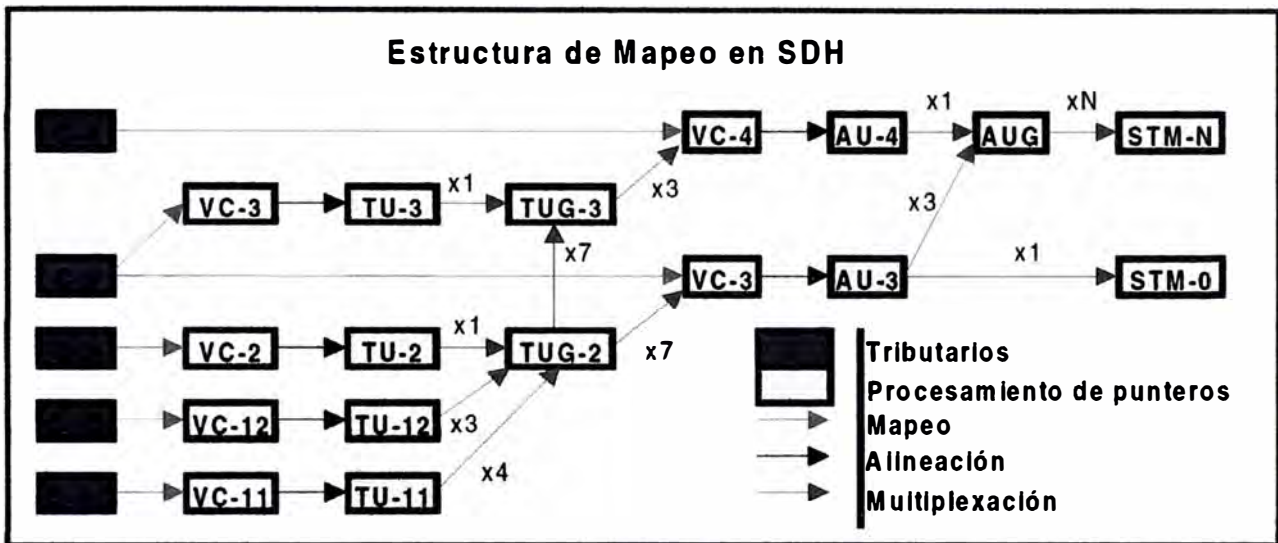 Estructura de Mapeo en SDH
x1 xN
VC-4 AU-4 AUG STM-N
x1 x3
VC-3 TU-3 TUG-3 x3
x7
VC-3 AU-3 x1 STM-0
x1
VC-2 TU-2 TUG-2 x7
VC-12 TU-12 x3
VC-11 TU-11 x4
Tributarios
Procesamiento de punteros
Mapeo
Alineación
Multiplexación